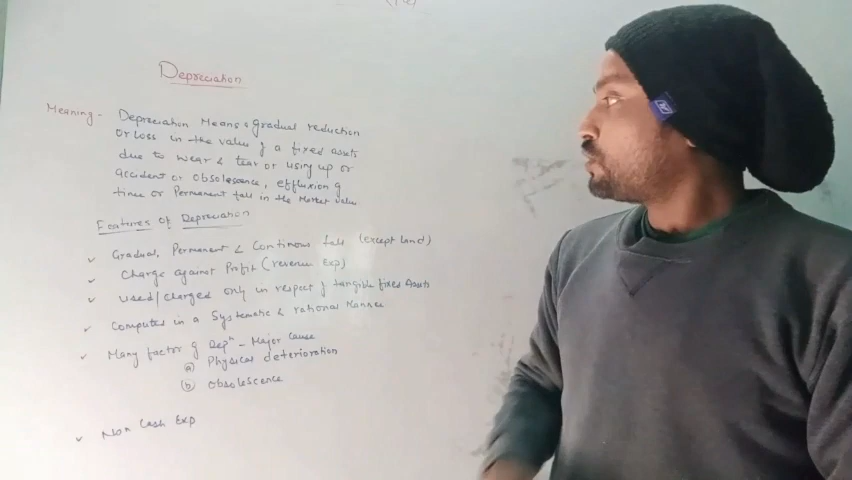 Depreciation
Meaning - Depreciation Means a Gradual reduction
or loss in the value of a fixed assets
due to wear & tear or using up or
accident or obsolescence, effluxion of
time or Permanent fall in the Market value
Features of Depreciation
✓ Gradual, Permanent & Continous fall (except land)
✓ Charge against Profit (revenue Exp)
✓ used/charged only in respect of tangible fixed Assets
✓ Computed in a Systematic & rational Manner
✓ Many factor of Depⁿ - Major Cause
(a) Physical deterioration
(b) obsolescence
✓ Non Cash Exp